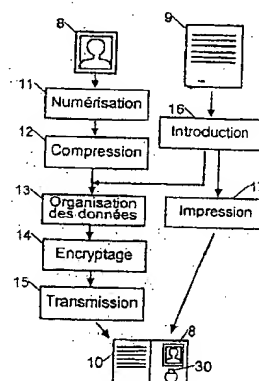 8
9
11
Numérisation
16
12
Introduction
Compression
13
Organisation
des données
Impression
14
Encryptage
15
Transmission
8
10
30